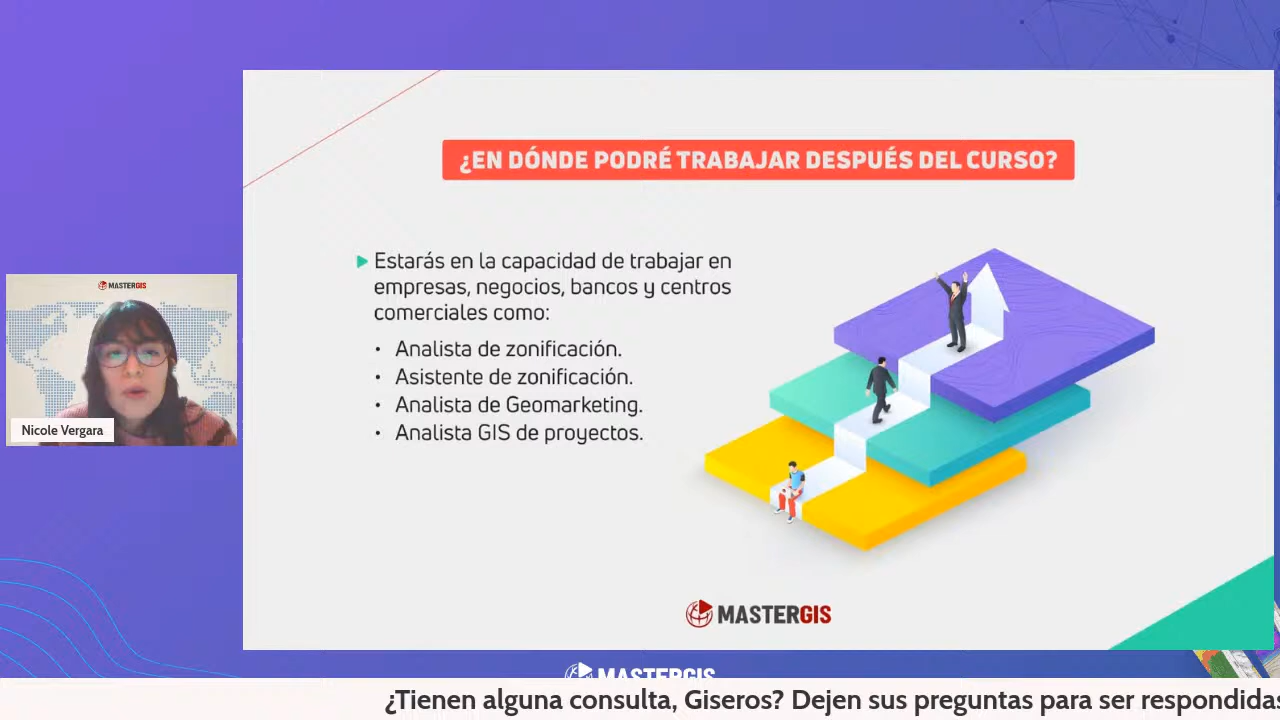 ¿EN DÓNDE PODRÉ TRABAJAR DESPUÉS DEL CURSO?
Estarás en la capacidad de trabajar en
empresas, negocios, bancos y centros
comerciales como:
• Analista de zonificación.
• Asistente de zonificación.
• Analista de Geomarketing.
• Analista GIS de proyectos.
MASTERGIS
Nicole Vergara
MASTERGIS
MASTERGIS
¿Tienen alguna consulta, Giseros? Dejen sus preguntas para ser respondidas